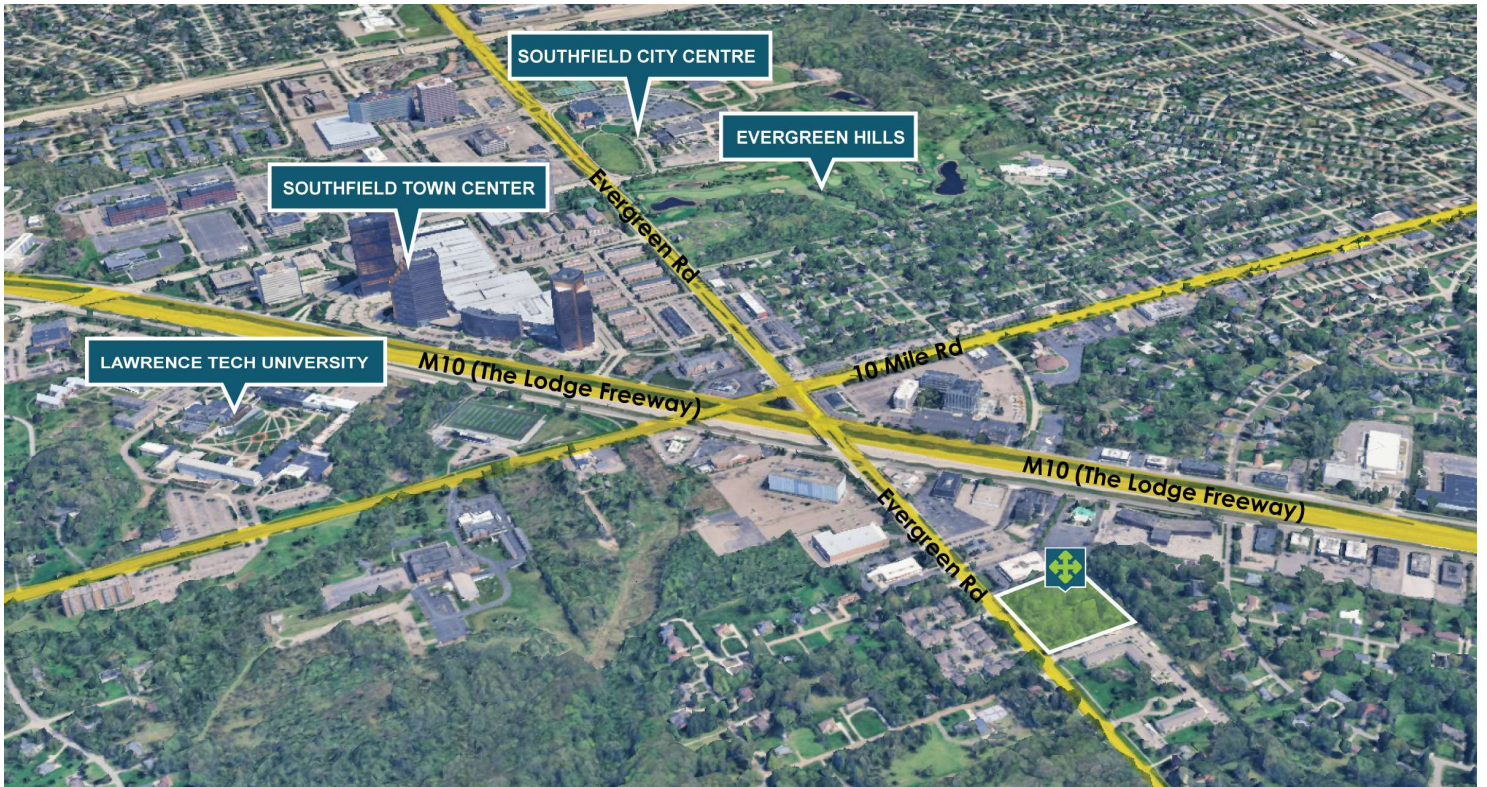 SOUTHFIELD CITY CENTRE
EVERGREEN HILLS
SOUTHFIELD TOWN CENTER
Evergreen Rd
LAWRENCE TECH UNIVERSITY
M10 (The Lodge Freeway)
10 Mile Rd
M10 (The Lodge Freeway)
Evergreen Rd